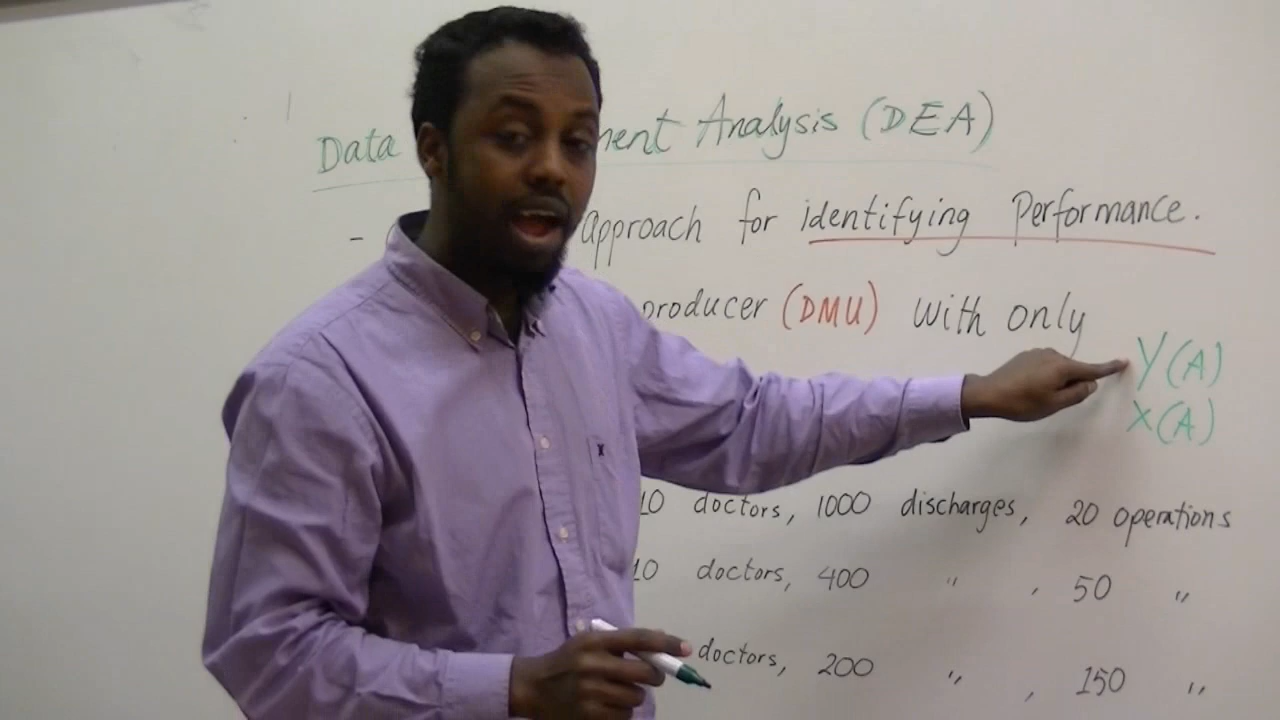 Data ment Analysis (DEA)
- approach for identifying Performance.
producer (DMU) with only
Y(A)
X(A)
10 doctors, 1000 discharges, 20 operations
10 doctors, 400 " , 50 "
doctors, 200 " , 150 "